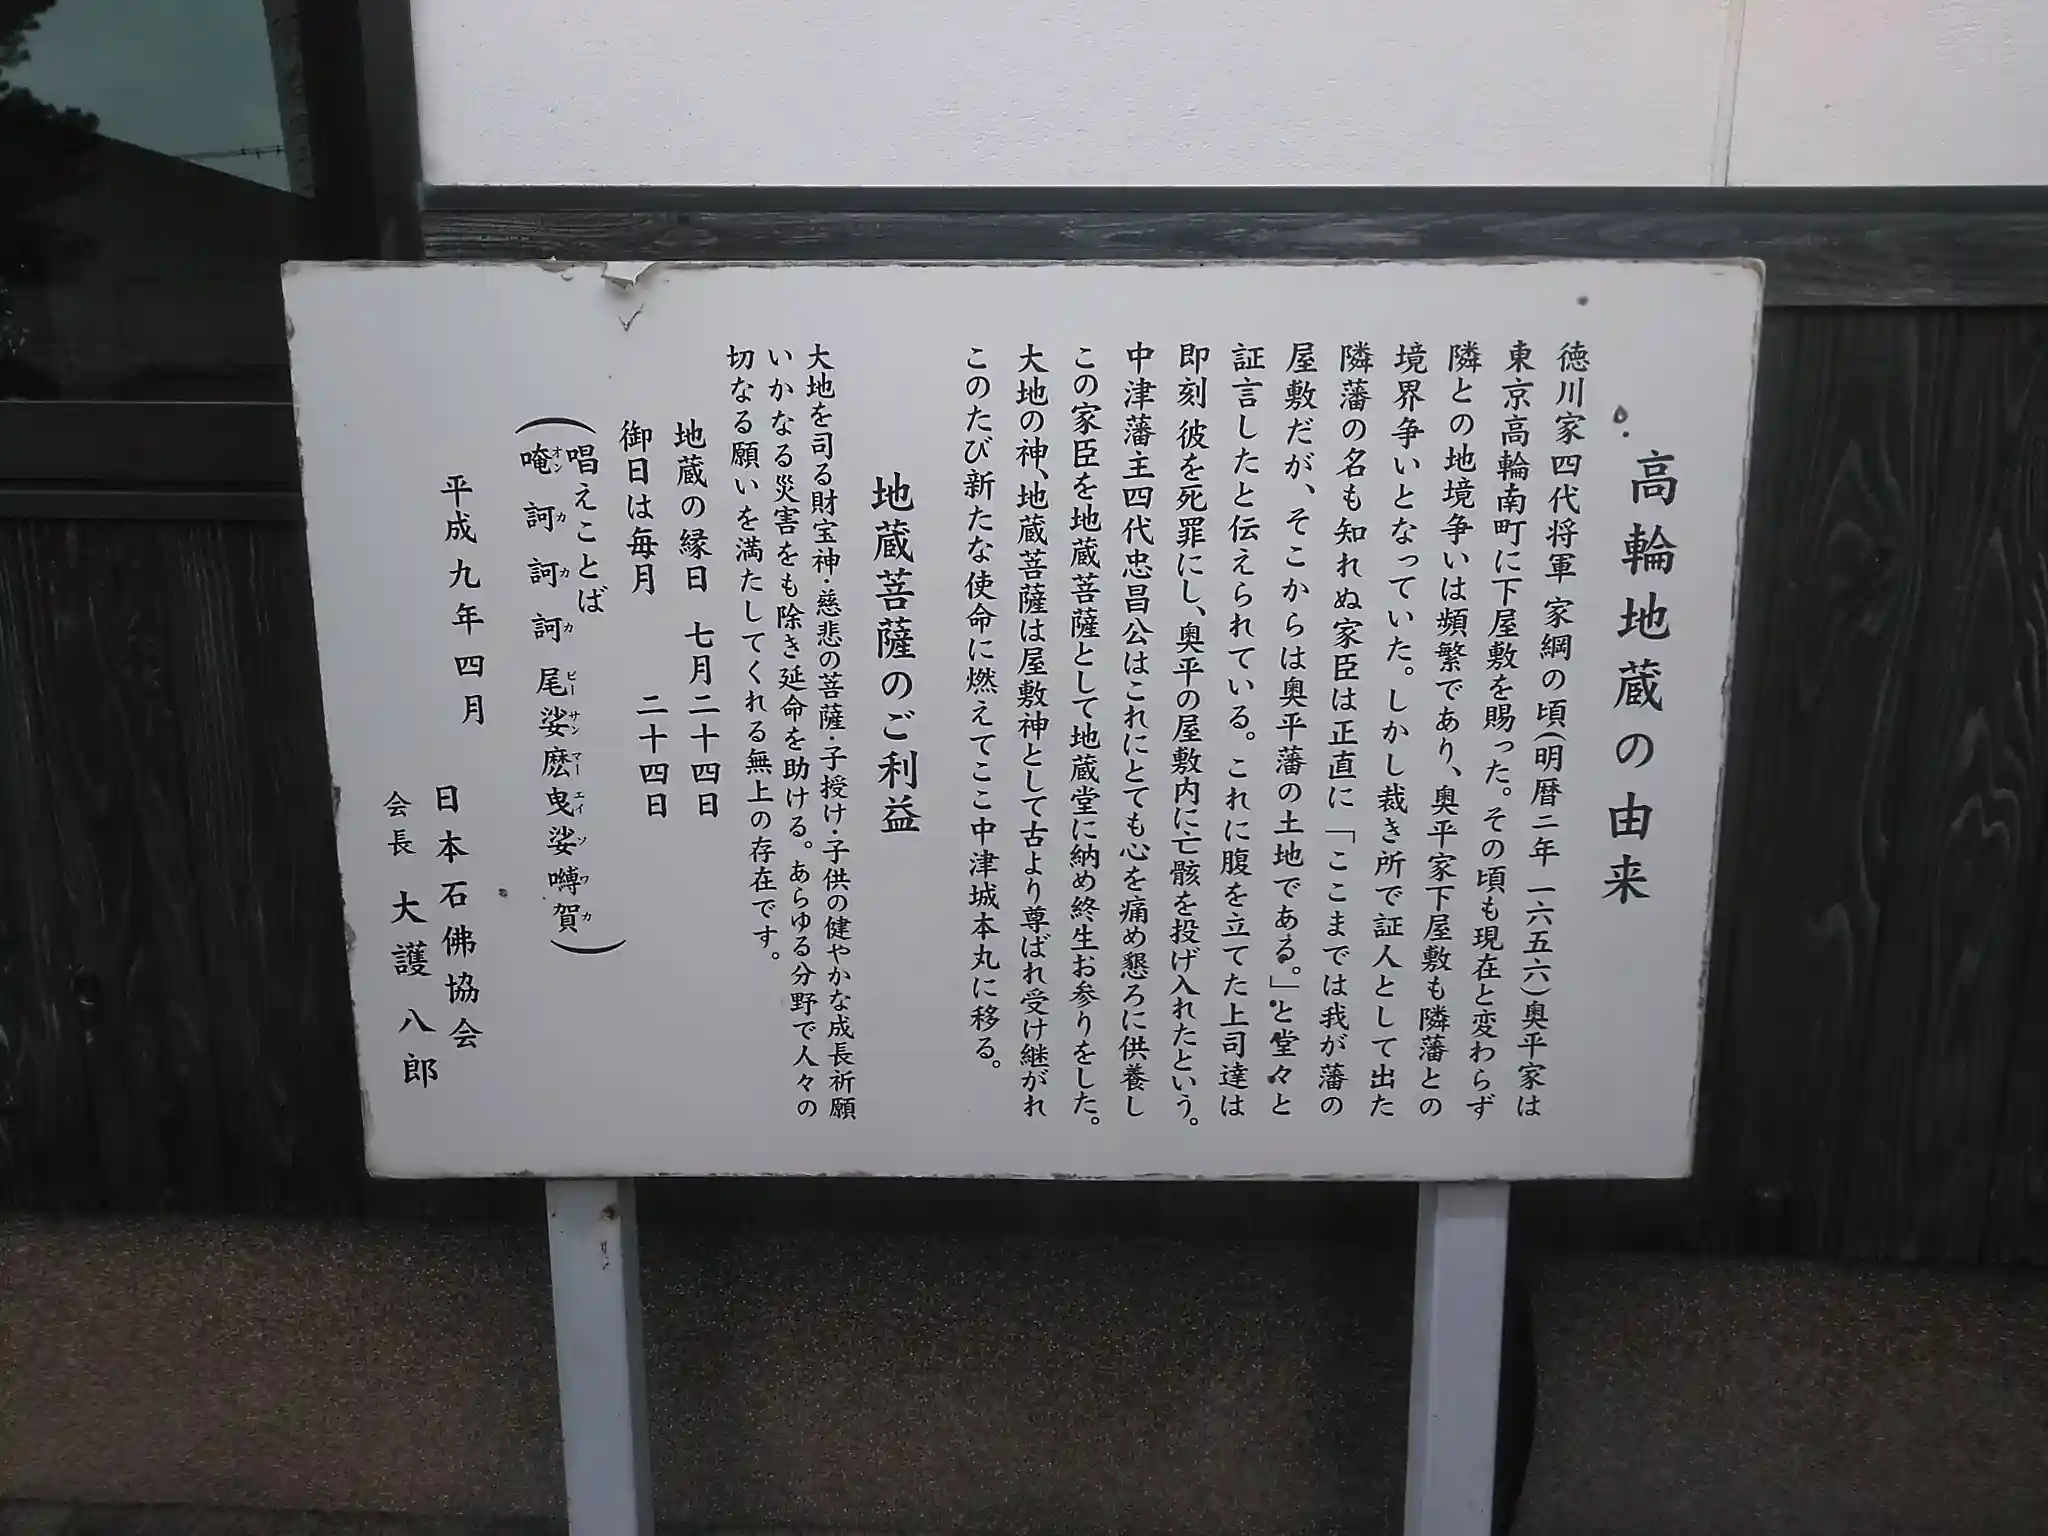 高輪地蔵の由来
徳川家四代将軍 家綱の頃(明暦二年 一六五六)奥平家は
東京高輪南町に下屋敷を賜った。その頃も現在と変わらず
隣との地境争いは頻繁であり、奥平家下屋敷も隣藩との
境界争いとなっていた。しかし裁き所で証人として出た
隣藩の名も知れぬ家臣は正直に「ここまでは我が藩の
屋敷だが、そこからは奥平藩の土地である。」と堂々と
証言したと伝えられている。これに腹を立てた上司達は
即刻彼を死罪にし、奥平の屋敷内に亡骸を投げ入れたという。
中津藩主四代忠昌公はこれにとても心を痛め懇ろに供養し
この家臣を地蔵菩薩として地蔵堂に納め終生お参りをした。
大地の神、地蔵菩薩は屋敷神として古より尊ばれ受け継がれ
このたび新たな使命に燃えてここ中津城本丸に移る。
地蔵菩薩のご利益
大地を司る財宝神・慈悲の菩薩・子授け・子供の健やかな成長祈願
いかなる災害をも除き延命を助ける。あらゆる分野で人々の
切なる願いを満たしてくれる無上の存在です。
地蔵の縁日 七月二十四日
御日は毎月 二十四日
(唱えことば
オン カ カ カ ビー サン マー エイ ソ ワ カ
唵 訶 訶 訶 尾 娑 麽 曳 娑 嚩 賀)
平成九年四月
日本石佛協会
会長 大護八郎